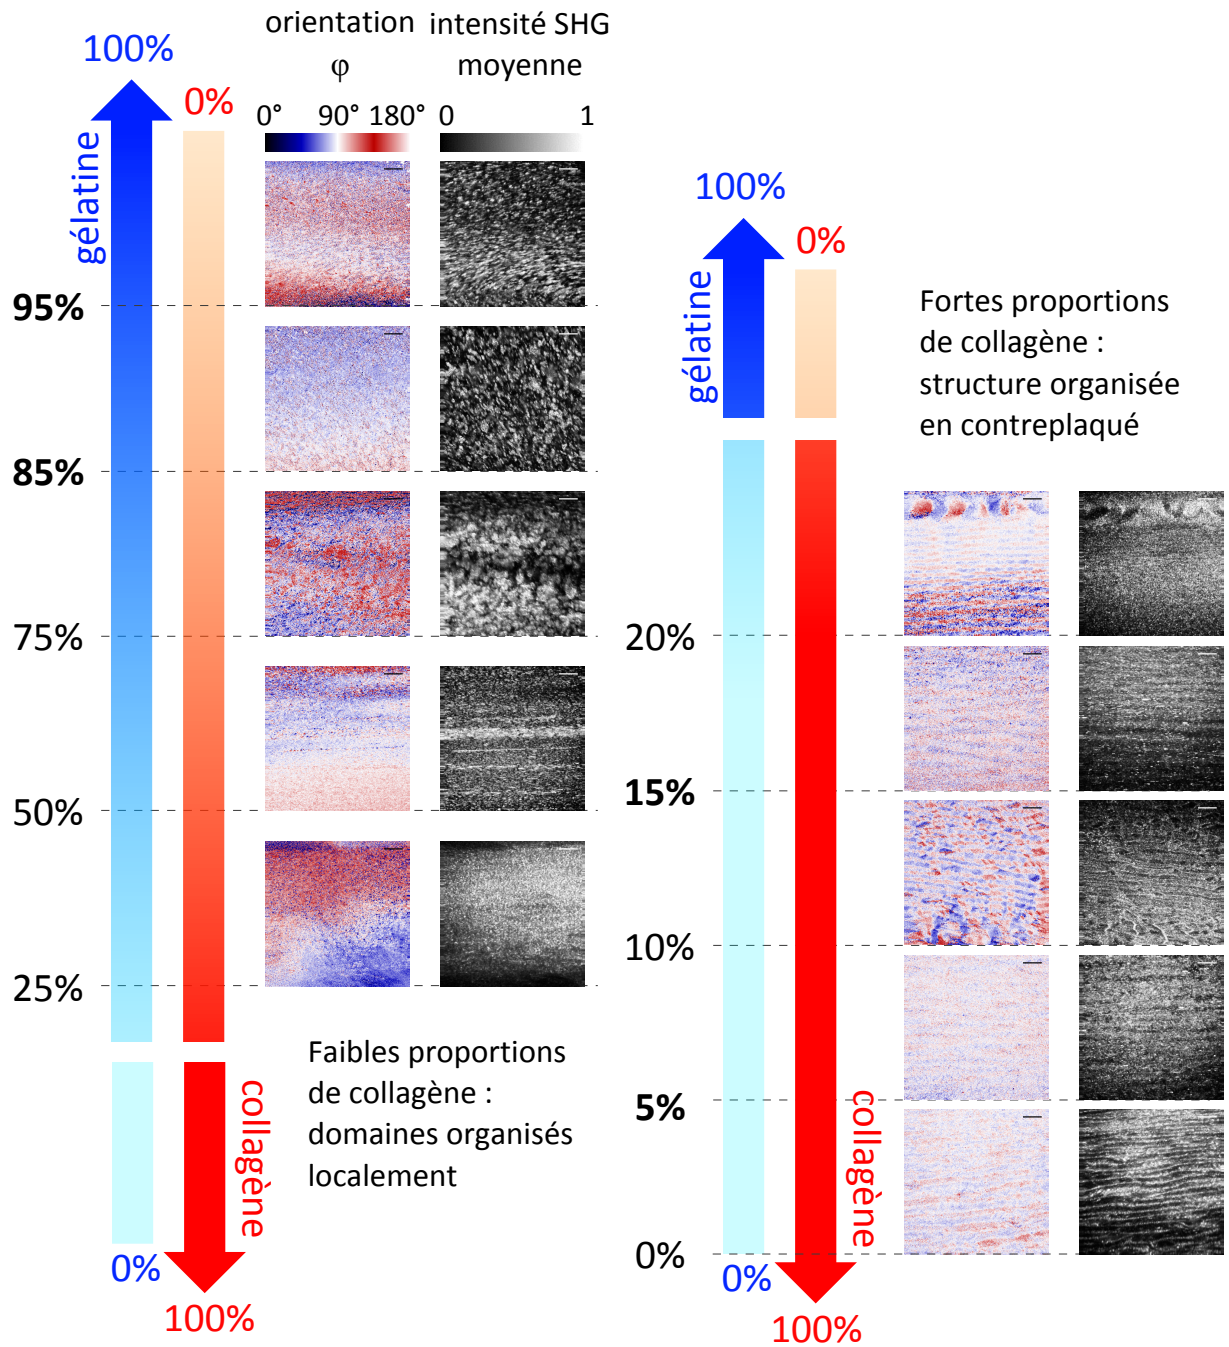 orientation
φ
intensité SHG
moyenne
0° 90° 180°
0 1
100%
0%
gélatine
95%
85%
75%
50%
25%
Faibles proportions
de collagène :
domaines organisés
localement
collagène
0%
100%
100%
0%
gélatine
Fortes proportions
de collagène :
structure organisée
en contreplaqué
20%
15%
10%
5%
0%
collagène
0%
100%